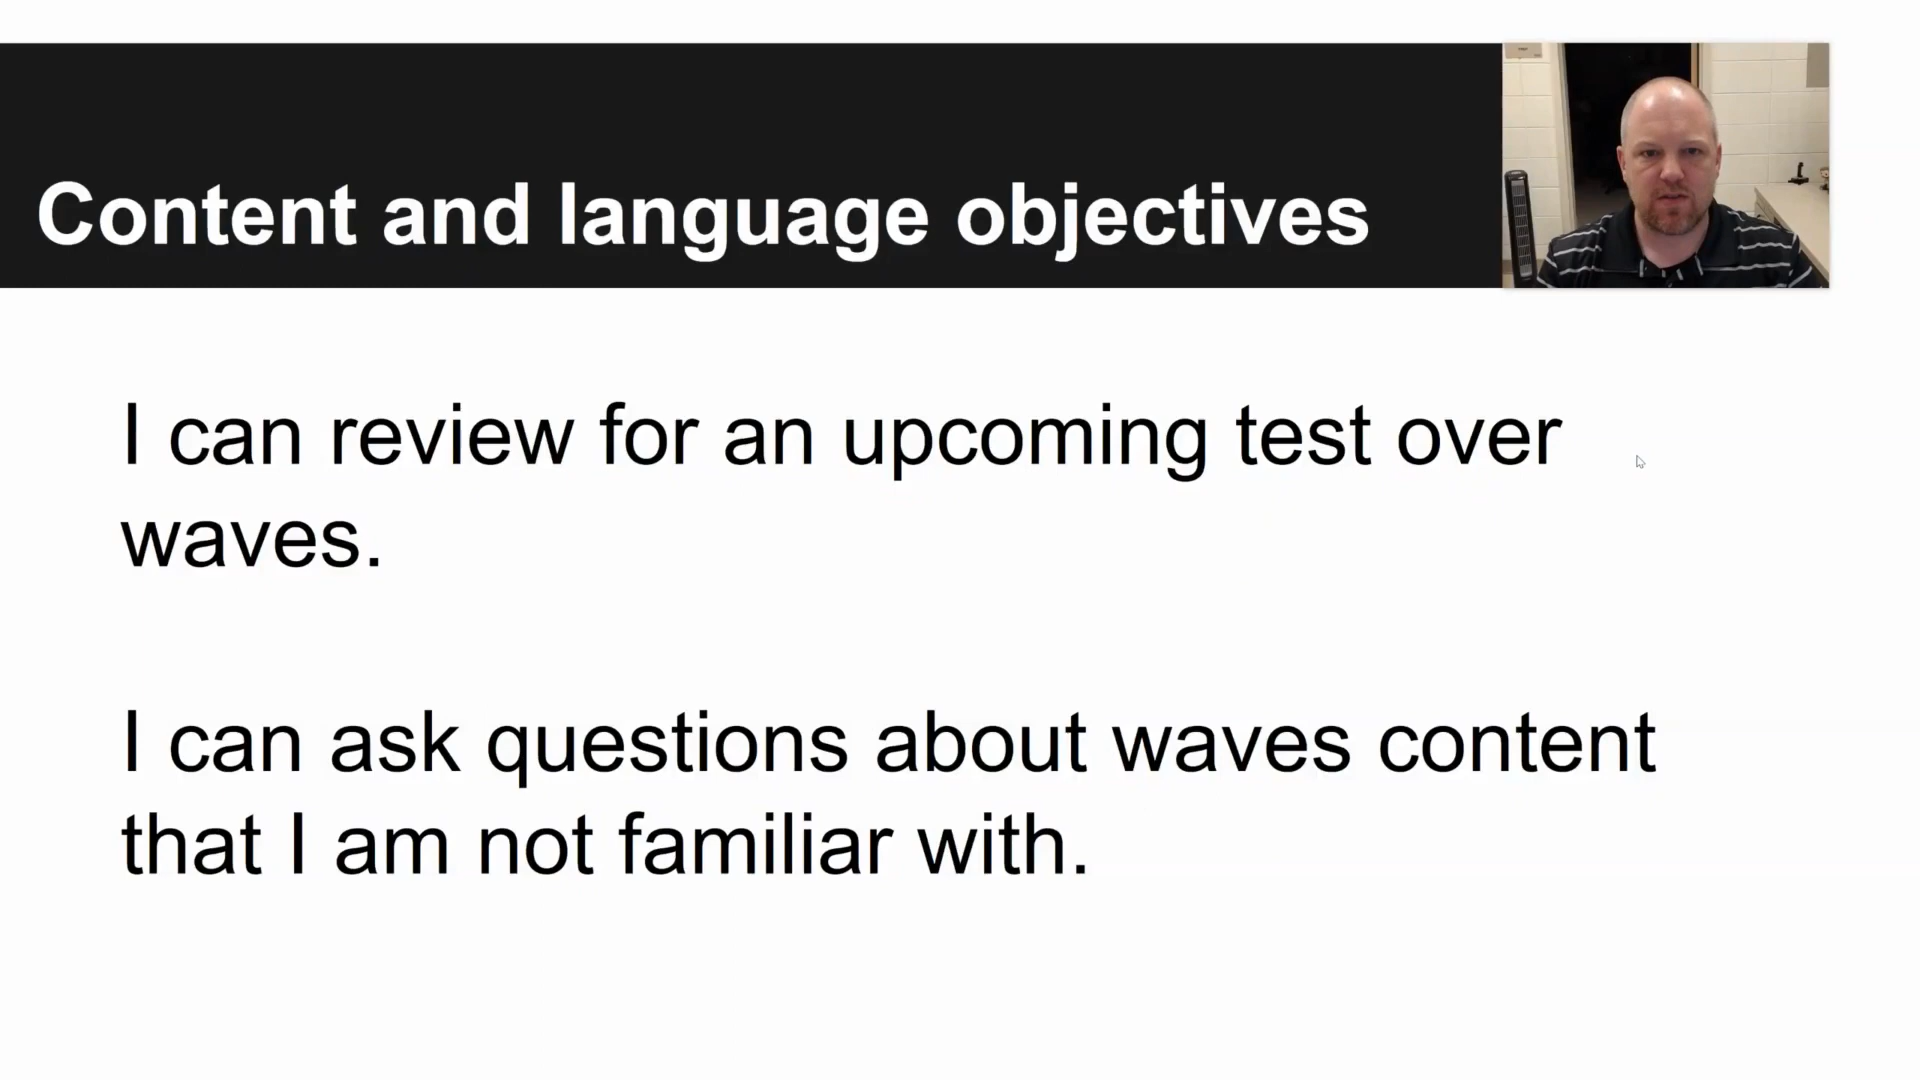 Content and language objectives
I can review for an upcoming test over
waves.
I can ask questions about waves content
that I am not familiar with.